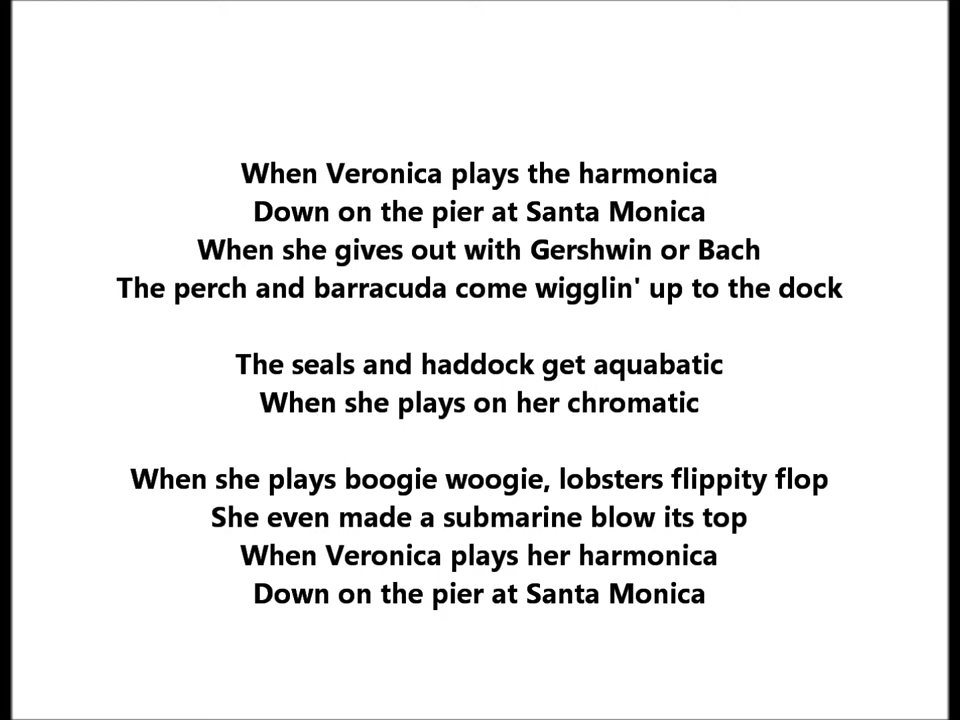 When Veronica plays the harmonica
Down on the pier at Santa Monica
When she gives out with Gershwin or Bach
The perch and barracuda come wigglin' up to the dock
The seals and haddock get aquabatic
When she plays on her chromatic
When she plays boogie woogie, lobsters flippity flop
She even made a submarine blow its top
When Veronica plays her harmonica
Down on the pier at Santa Monica